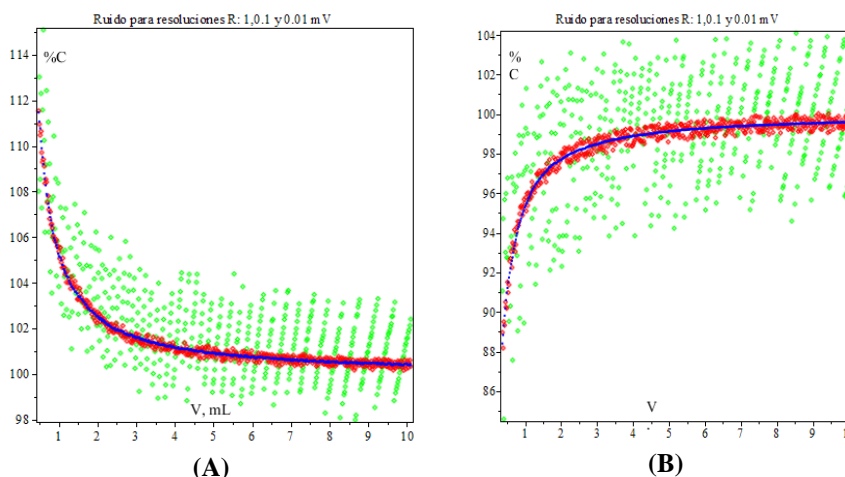 Ruido para resoluciones R: 1,0.1 y 0.01 mV
114
%C
112
110
108
106
104
102
100
98
V, mL
1 2 3 4 5 6 7 8 9 10
(A)
Ruido para resoluciones R: 1,0.1 y 0.01 mV
104
%
C
102
100
98
96
94
92
90
88
86
V
1 2 3 4 5 6 7 8 9 1
(B)